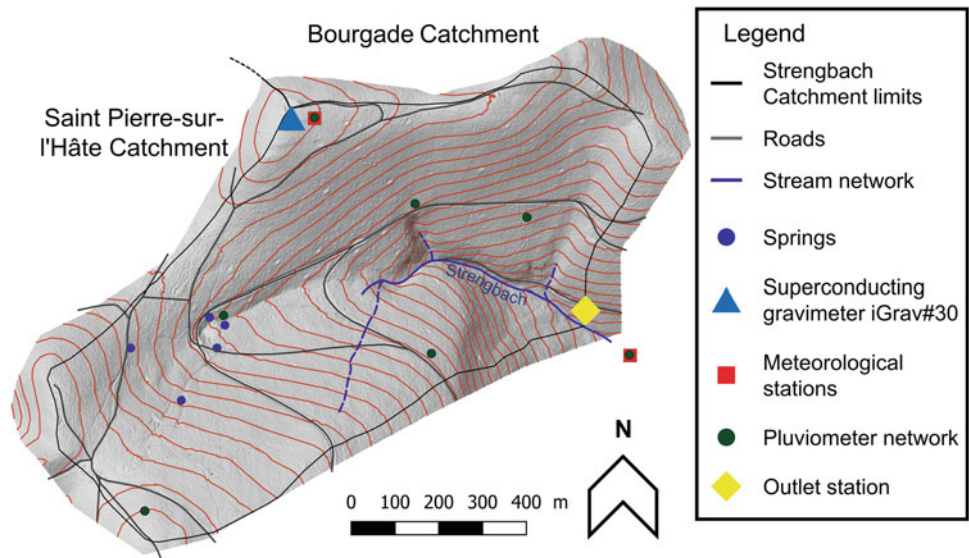 Bourgade Catchment
Saint Pierre-sur-
l'Hâte Catchment
Strengbach
N
0 100 200 300 400 m
Legend
Strengbach
Catchment limits
Roads
Stream network
Springs
Superconducting
gravimeter iGrav#30
Meteorological
stations
Pluviometer network
Outlet station